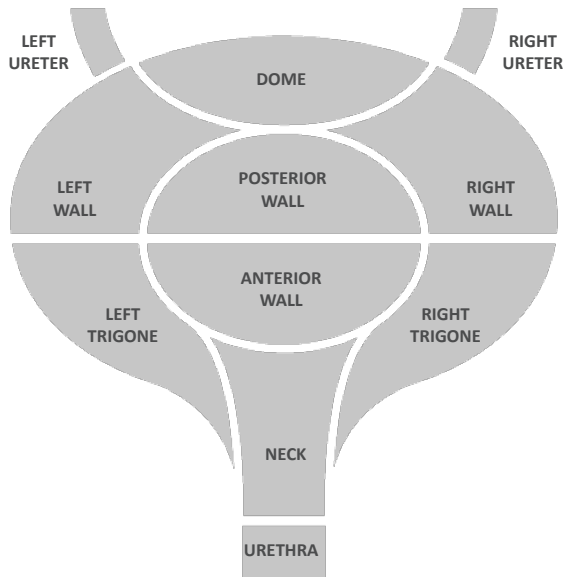 LEFT
URETER
RIGHT
URETER
DOME
LEFT
WALL
POSTERIOR
WALL
RIGHT
WALL
ANTERIOR
WALL
LEFT
TRIGONE
RIGHT
TRIGONE
NECK
URETHRA